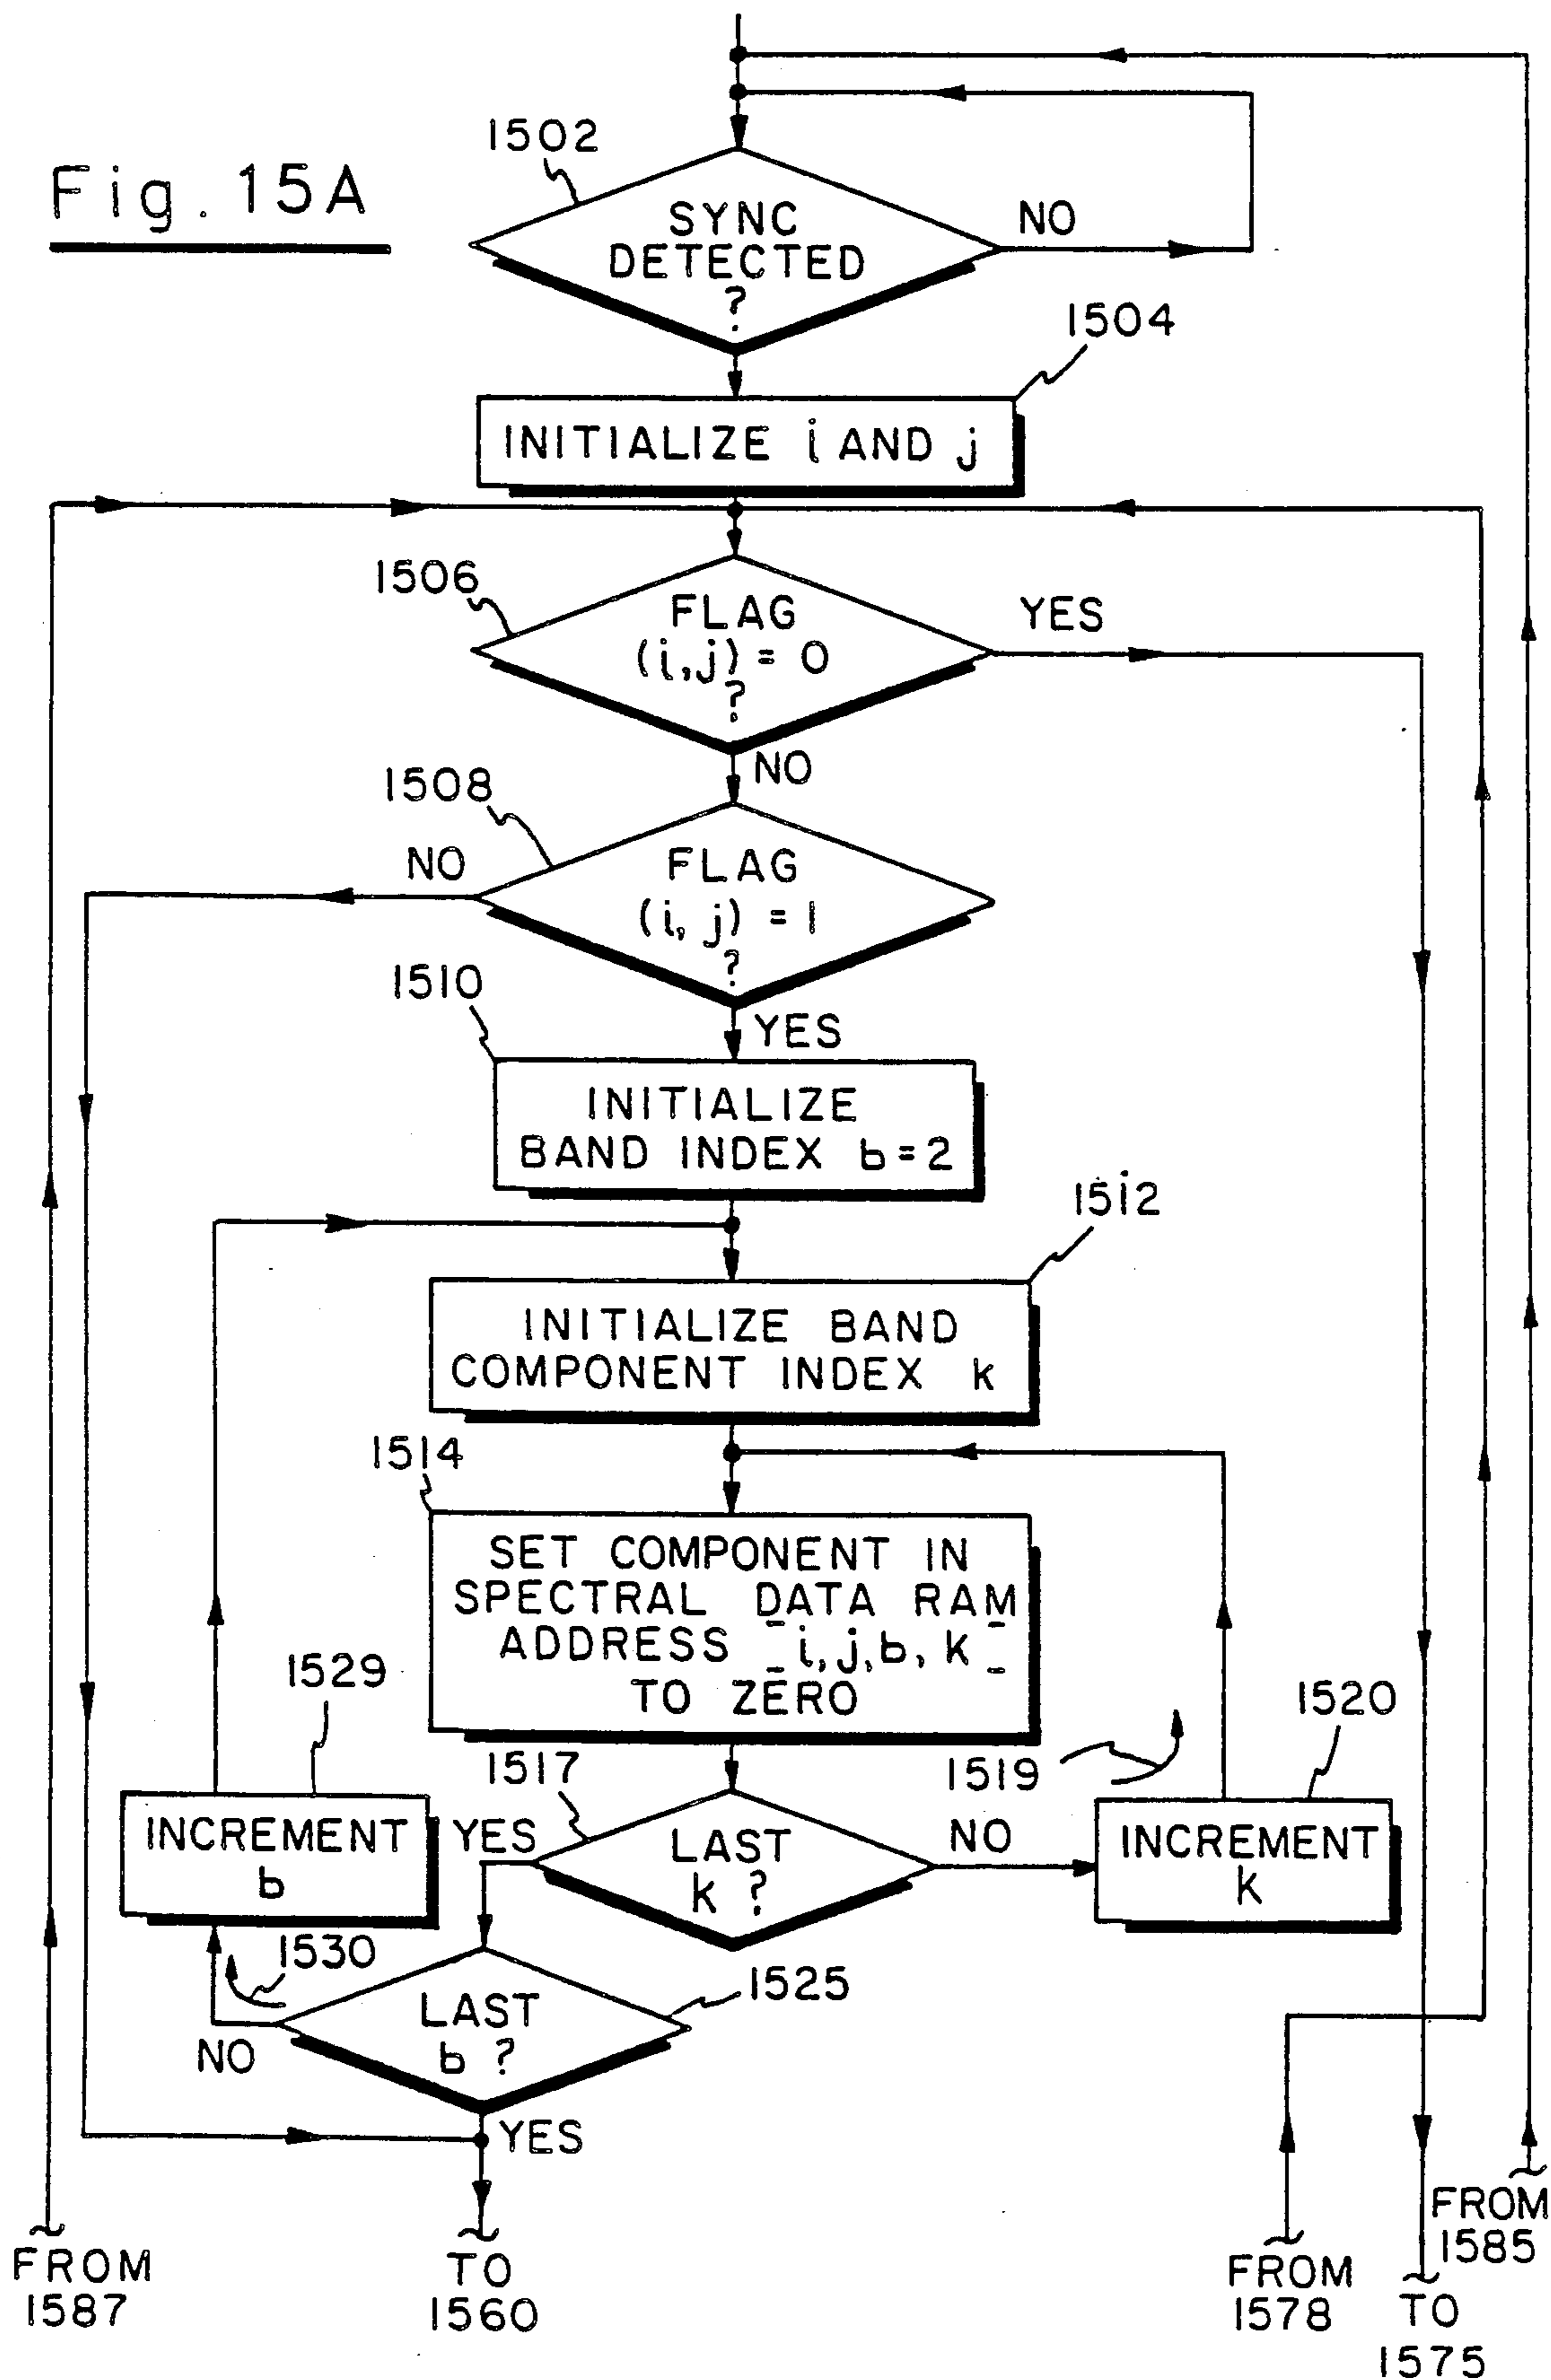 1502
Fig. 15A
SYNC
DETECTED
?
NO
1504
INITIALIZE i AND j
1506
FLAG
(i,j) = 0
?
YES
NO
1508
NO
FLAG
(i, j) = 1
?
1510
YES
INITIALIZE
BAND INDEX b=2
1512
INITIALIZE BAND
COMPONENT INDEX k
1514
SET COMPONENT IN
SPECTRAL DATA RAM
ADDRESS [i,j,b,k]
TO ZERO
1529
1520
1519
1517
INCREMENT
b
YES
LAST
k ?
NO
INCREMENT
k
1530
1525
LAST
b ?
NO
YES
FROM
1587
TO
1560
FROM
1578
TO
1575
FROM
1585